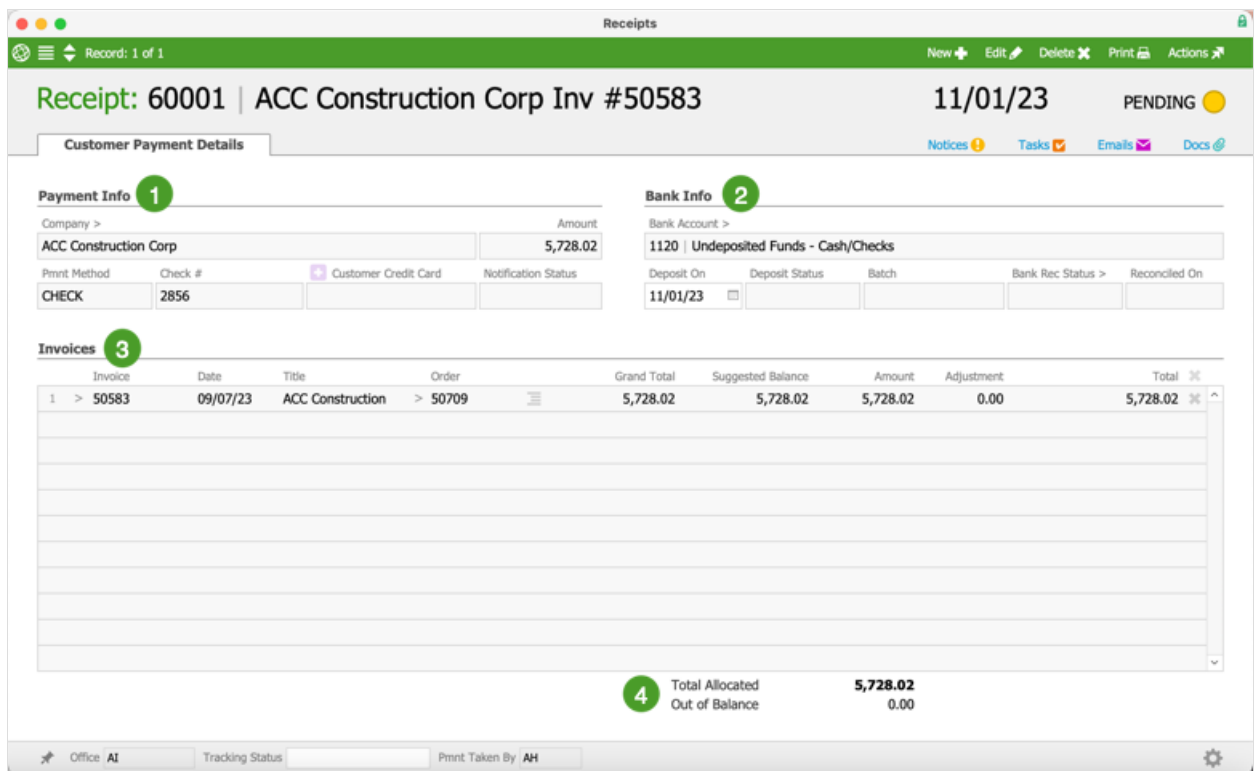 Receipts
Record: 1 of 1 New Edit Delete Print Actions
Receipt: 60001 | ACC Construction Corp Inv #50583 11/01/23 PENDING
Customer Payment Details Notices Tasks Emails Docs
Payment Info 1 Bank Info 2
Company > Amount Bank Account >
ACC Construction Corp 5,728.02 1120 | Undeposited Funds - Cash/Checks
Pmnt Method Check # Customer Credit Card Notification Status Deposit On Deposit Status Batch Bank Rec Status > Reconciled On
CHECK 2856 11/01/23
Invoices 3
Invoice Date Title Order Grand Total Suggested Balance Amount Adjustment Total
1 > 50583 09/07/23 ACC Construction > 50709 5,728.02 5,728.02 5,728.02 0.00 5,728.02
4 Total Allocated 5,728.02
Out of Balance 0.00
Office AI Tracking Status Pmnt Taken By AH